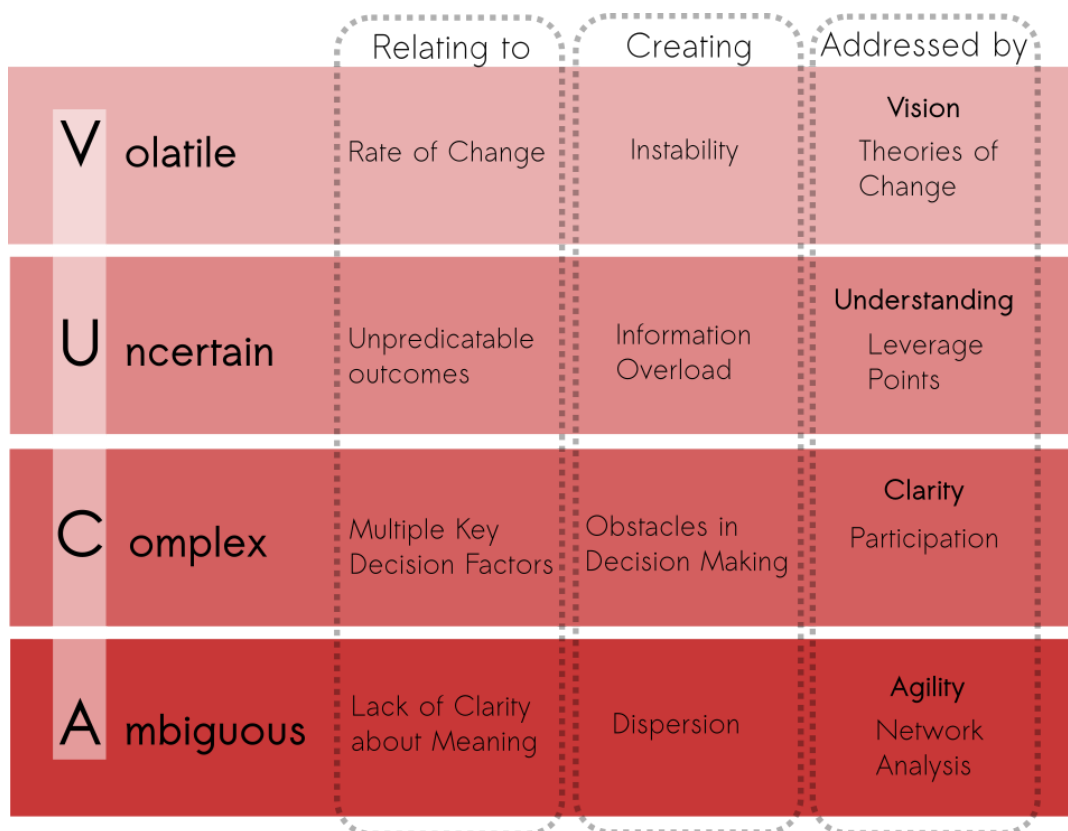 Relating to
Creating
Addressed by
V olatile
Rate of Change
Instability
Vision
Theories of
Change
U ncertain
Unpredicatable
outcomes
Information
Overload
Understanding
Leverage
Points
C omplex
Multiple Key
Decision Factors
Obstacles in
Decision Making
Clarity
Participation
A mbiguous
Lack of Clarity
about Meaning
Dispersion
Agility
Network
Analysis